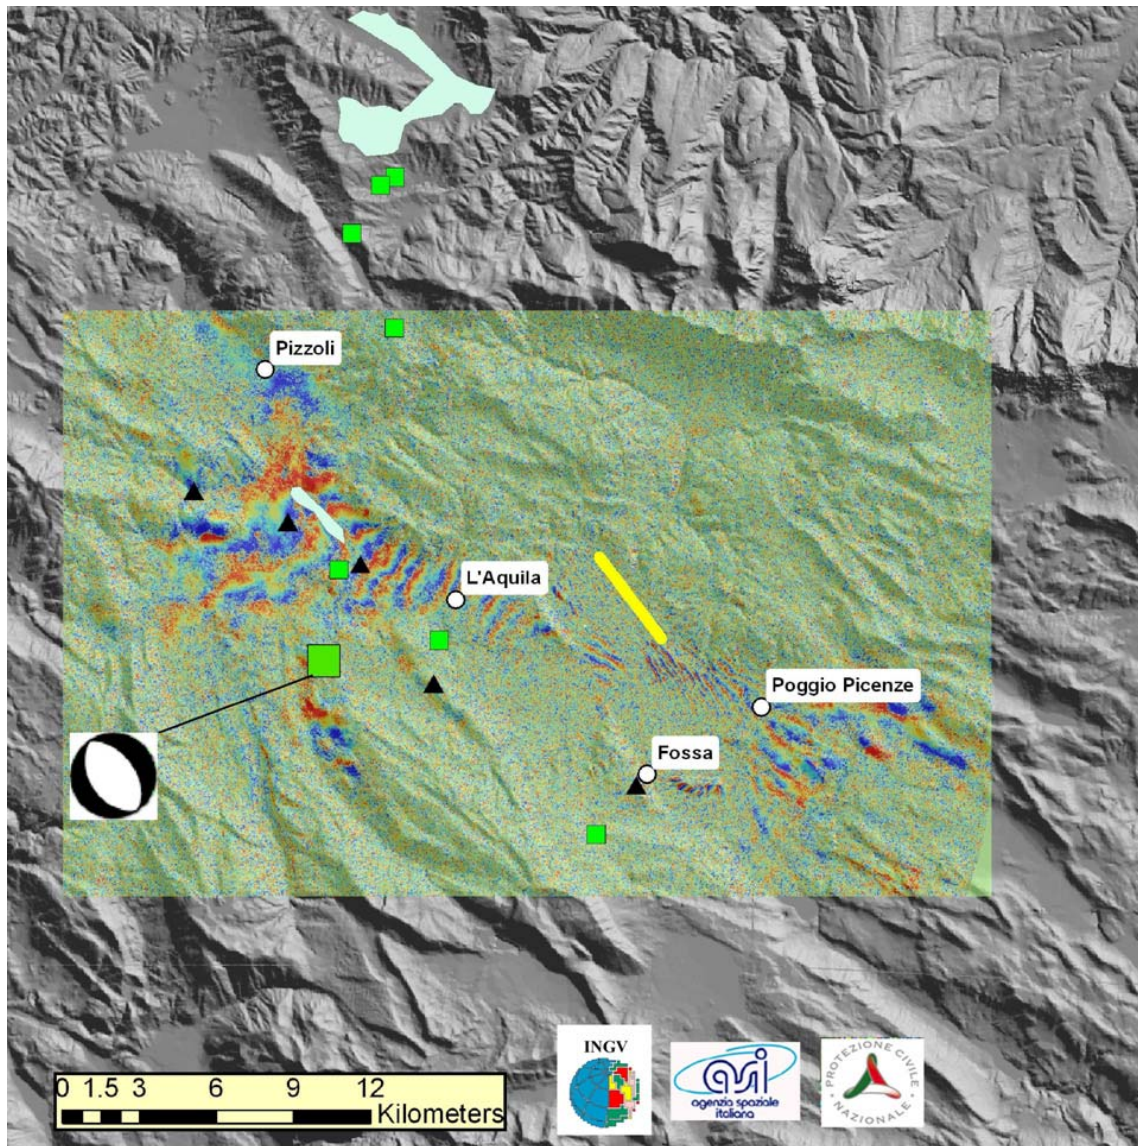 Pizzoli
L'Aquila
Poggio Picenze
Fossa
0 1.5 3 6 9 12
Kilometers
INGV
asi
agenzia spaziale
italiana
PROTEZIONE CIVILE
NAZIONALE